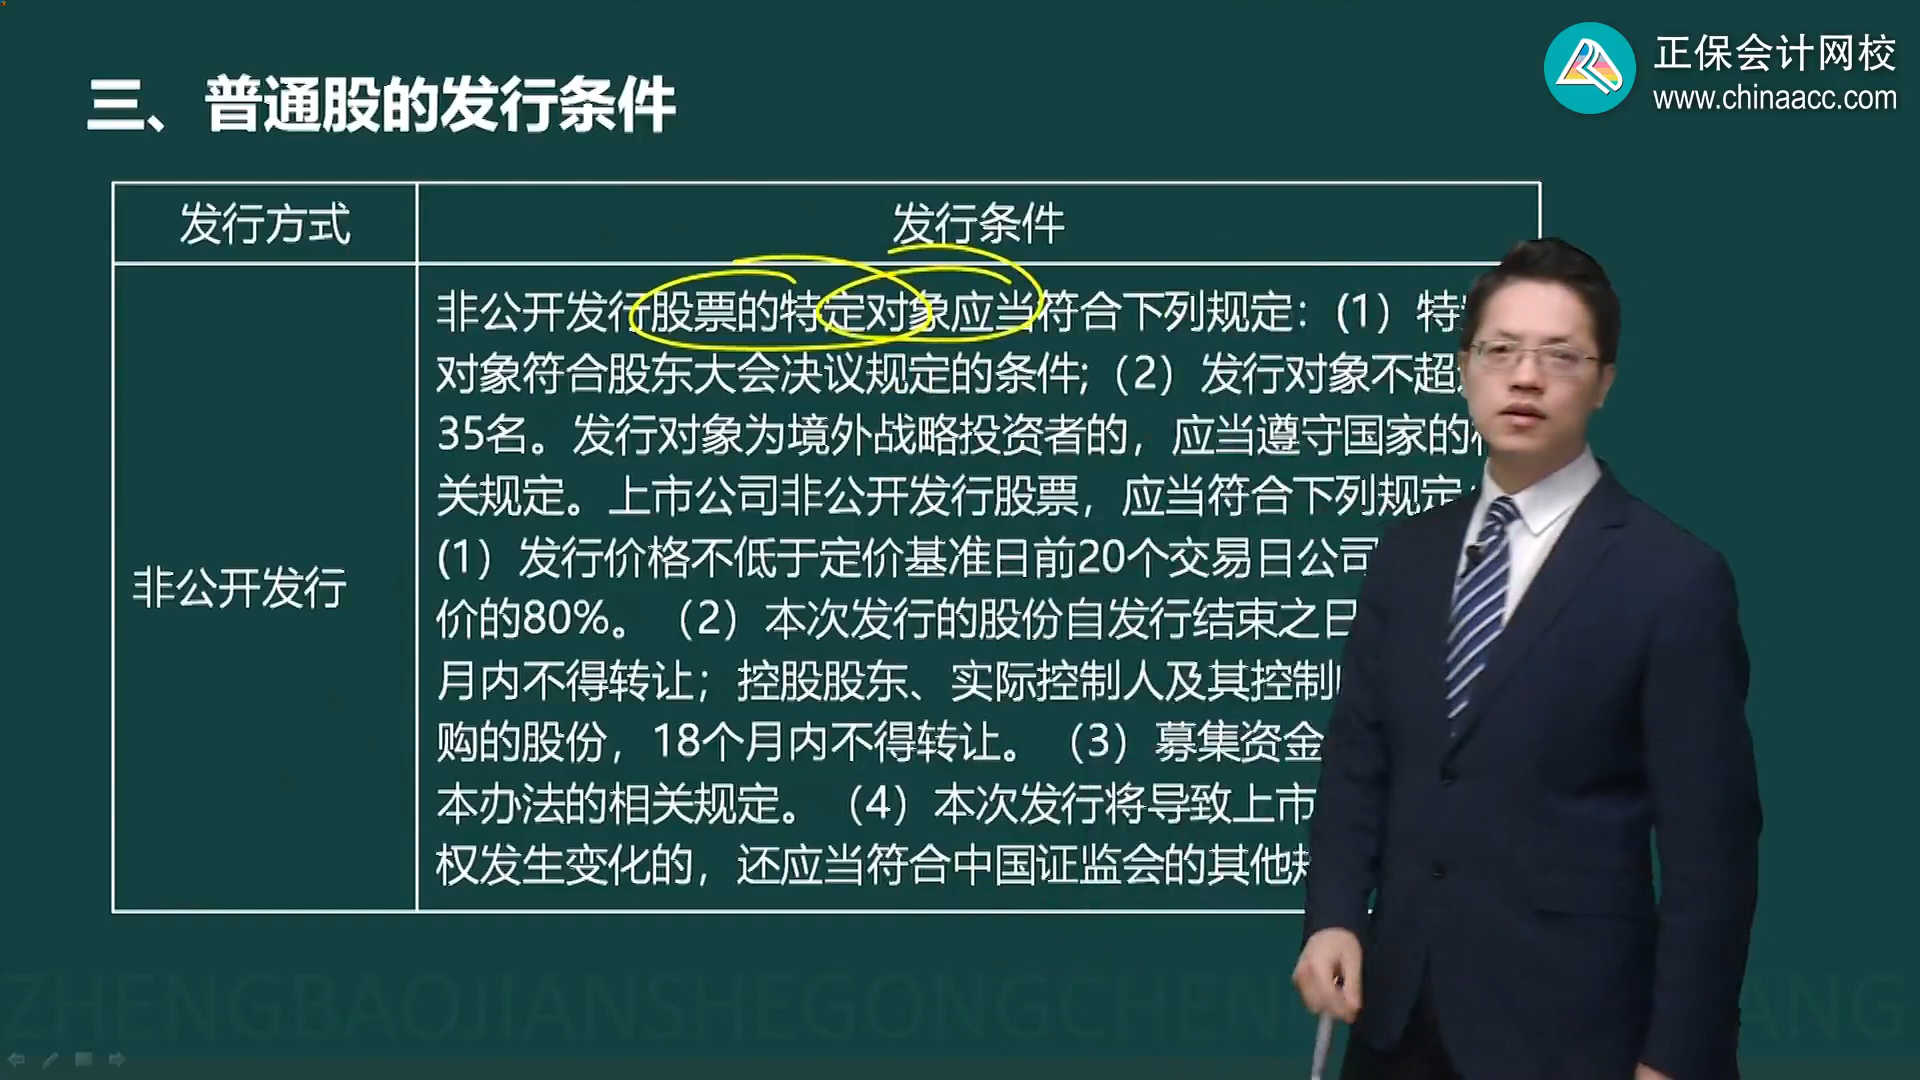 正保会计网校
www.chinaacc.com
三、普通股的发行条件
发行方式
发行条件
非公开发行
非公开发行股票的特定对象应当符合下列规定：（1）特
对象符合股东大会决议规定的条件；（2）发行对象不超
35名。发行对象为境外战略投资者的，应当遵守国家的
关规定。上市公司非公开发行股票，应当符合下列规定
（1）发行价格不低于定价基准日前20个交易日公司
价的80%。（2）本次发行的股份自发行结束之日
月内不得转让；控股股东、实际控制人及其控制
购的股份，18个月内不得转让。（3）募集资金
本办法的相关规定。（4）本次发行将导致上市
权发生变化的，还应当符合中国证监会的其他
ZHENGBAOJIANSHEGONGCHEN
ANG